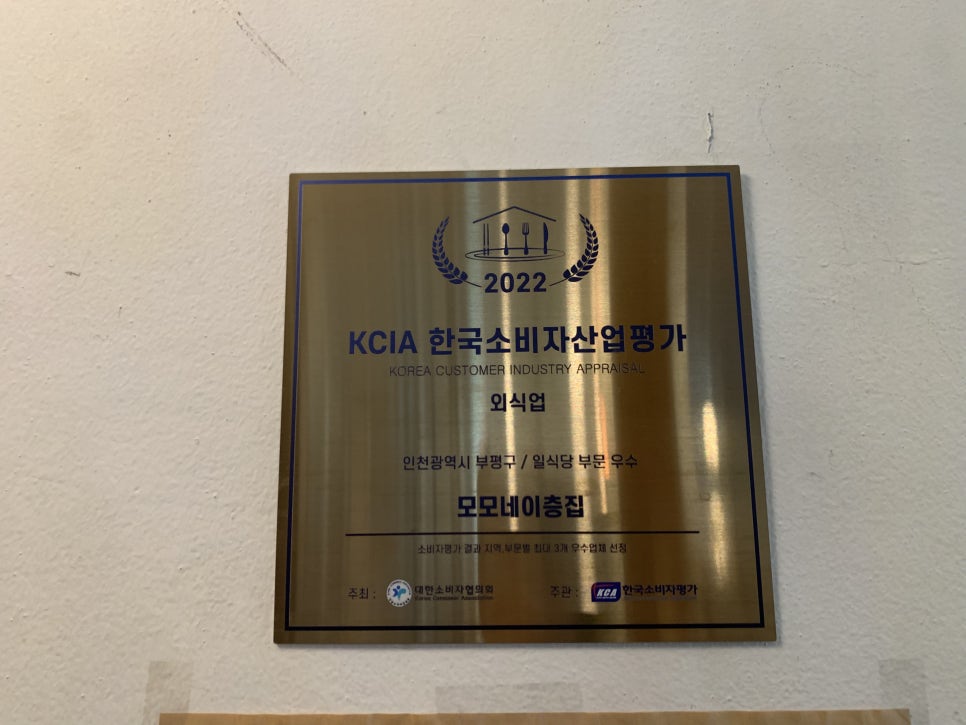 2022
KCIA 한국소비자산업평가
KOREA CUSTOMER INDUSTRY APPRAISAL
외식업
인천광역시 부평구 / 일식당 부문 우수
모모네이층집
소비자평가 결과 지역,부문별 최대 3개 우수업체 선정
주최 : 대한소비자협의회 주관 : KCA 한국소비자평가
Korea Consumer Association